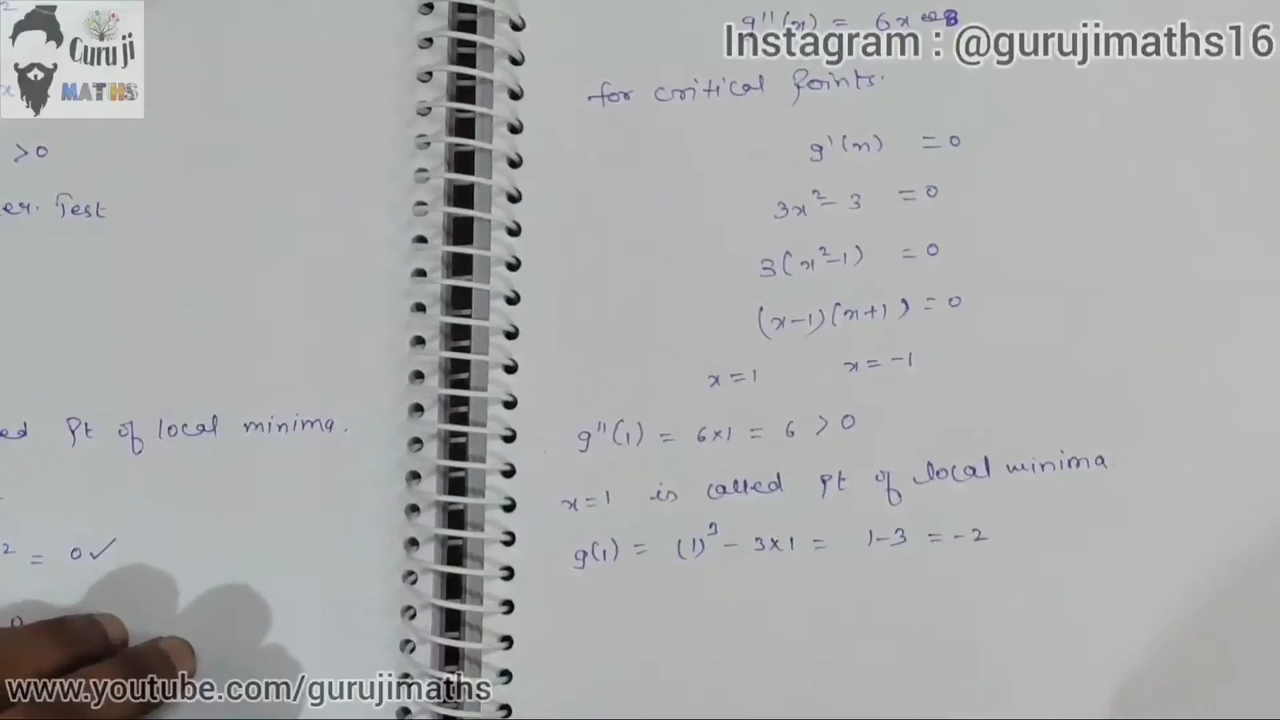 Guru ji
MATHS
Instagram : @gurujimaths16
> 0
Test
Pt of local minima.
2 = 0 ✓
g''(x) = 6x
for critical points.
g'(x) = 0
3x² - 3 = 0
3(x²-1) = 0
(x-1)(x+1) = 0
x = 1 x = -1
g''(1) = 6×1 = 6 > 0
x=1 is called pt of local minima
g(1) = (1)³ - 3×1 = 1-3 = -2
www.youtube.com/gurujimaths